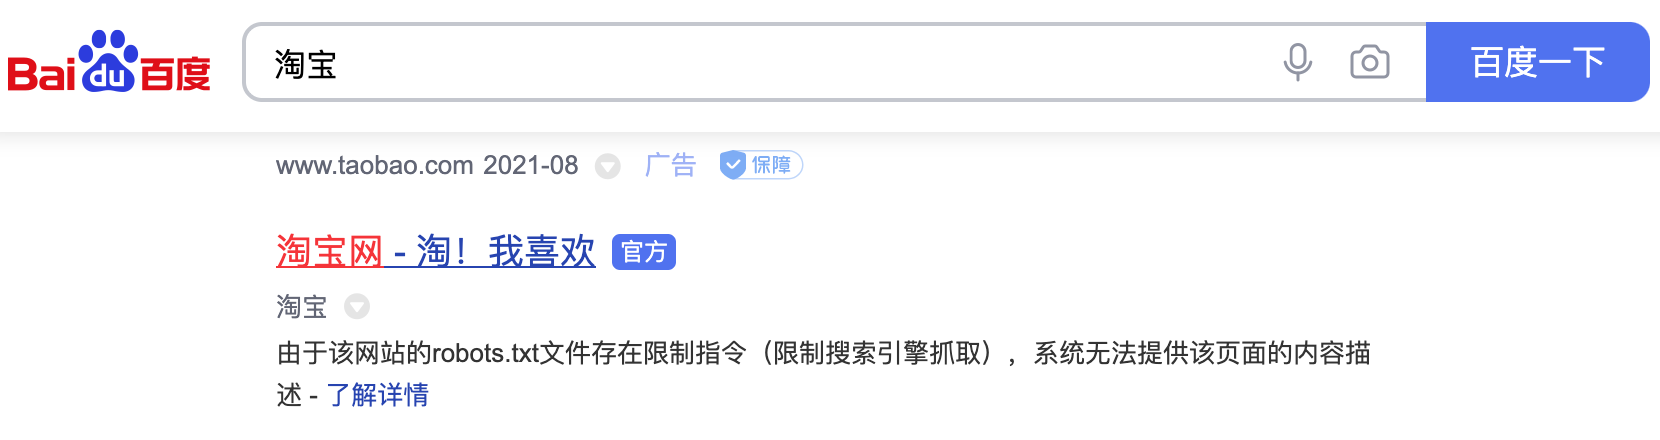 Bai du 百度 淘宝 百度一下
www.taobao.com 2021-08 广告 保障
淘宝网 - 淘！我喜欢 官方
淘宝
由于该网站的robots.txt文件存在限制指令（限制搜索引擎抓取），系统无法提供该页面的内容描
述 - 了解详情